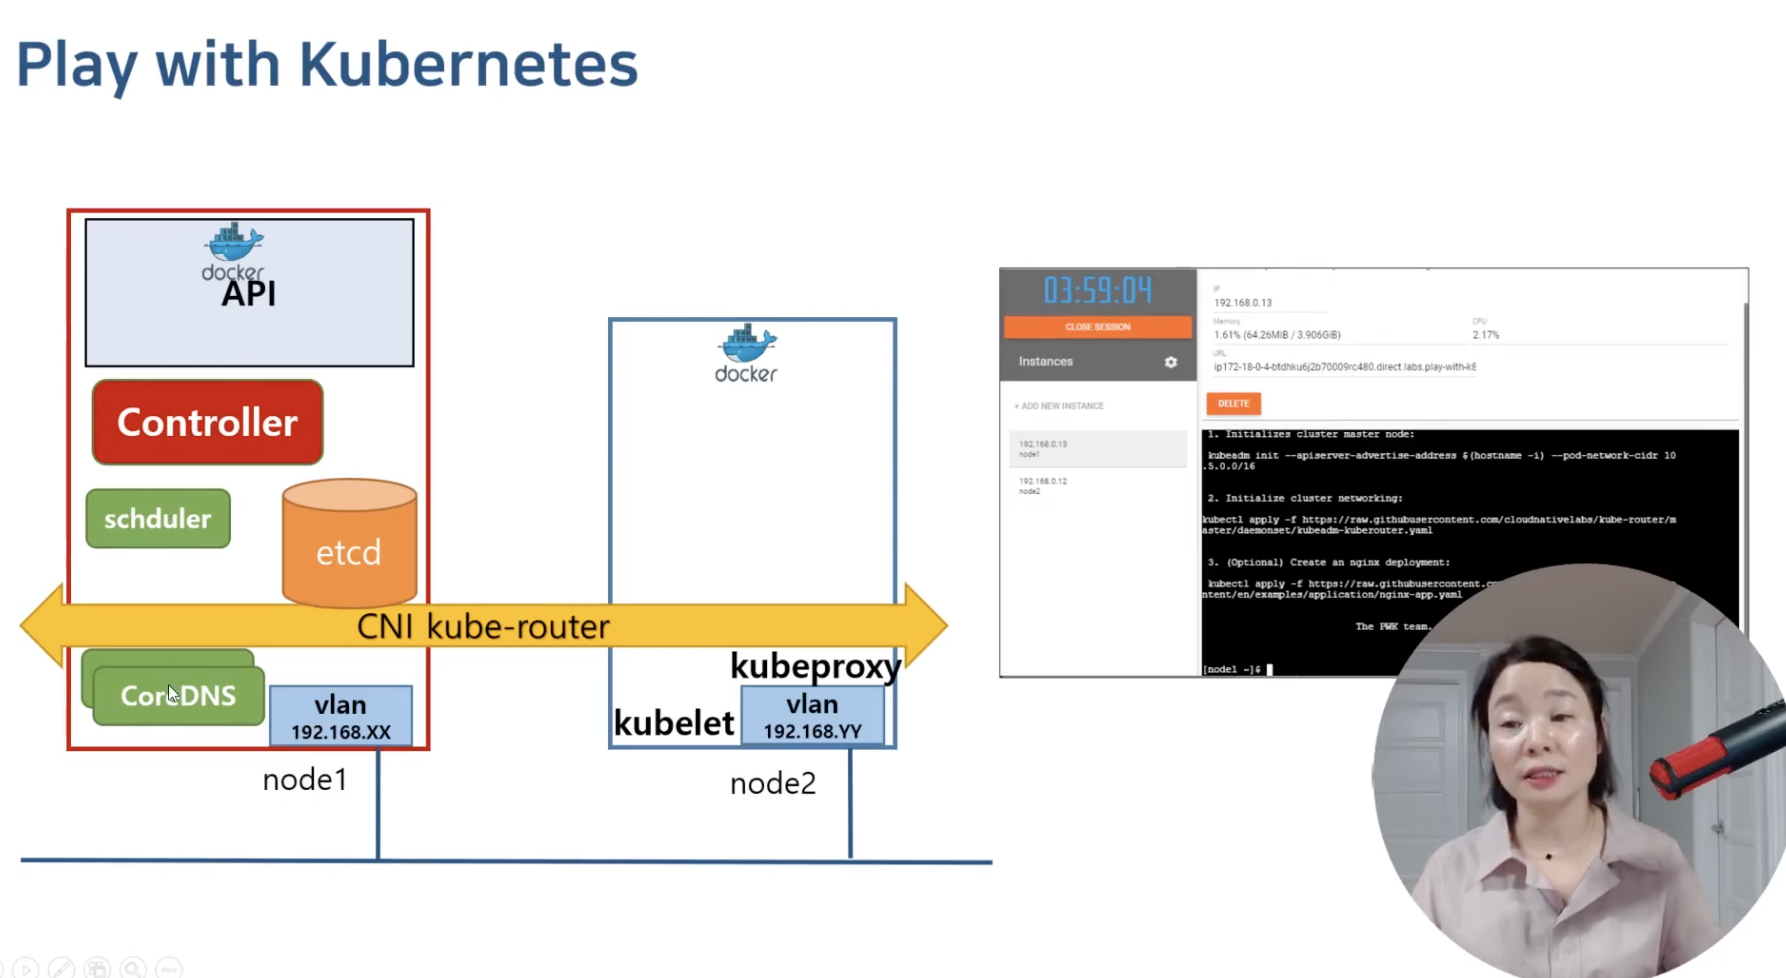 Play with Kubernetes
docker
API
Controller
schduler
etcd
CNI kube-router
CoreDNS
vlan
192.168.XX
node1
docker
kubeproxy
kubelet
vlan
192.168.YY
node2
03:59:04
CLOSE SESSION
Instances
+ ADD NEW INSTANCE
192.168.0.13
node1
192.168.0.12
node2
IP
192.168.0.13
Memory
1.61% (64.26MiB / 3.906GiB)
CPU
2.17%
URL
ip172-18-0-4-btdhku6j2b70009rc480.direct.labs.play-with-k8
DELETE
1. Initializes cluster master node:
kubeadm init --apiserver-advertise-address $(hostname -i) --pod-network-cidr 10
.5.0.0/16
2. Initialize cluster networking:
kubectl apply -f https://raw.githubusercontent.com/cloudnativelabs/kube-router/m
aster/daemonset/kubeadm-kuberouter.yaml
3. (Optional) Create an nginx deployment:
kubectl apply -f https://raw.githubusercontent.co
ntent/en/examples/application/nginx-app.yaml
The PWK team.
[node1 ~]$